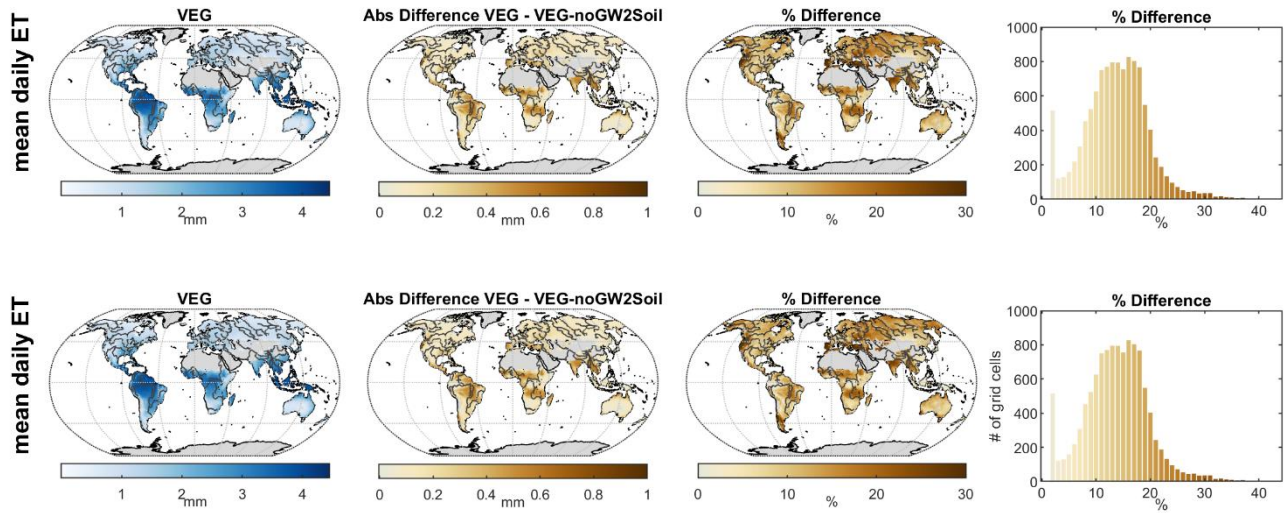 VEG
Abs Difference VEG - VEG-noGW2Soil
% Difference
% Difference
mean daily ET
1 2 3 4
mm
0 0.2 0.4 0.6 0.8 1
mm
0 10 20 30
%
1000
800
600
400
200
0
0 10 20 30 40
%
VEG
Abs Difference VEG - VEG-noGW2Soil
% Difference
% Difference
mean daily ET
1 2 3 4
mm
0 0.2 0.4 0.6 0.8 1
mm
0 10 20 30
%
# of grid cells
1000
800
600
400
200
0
0 10 20 30 40
%